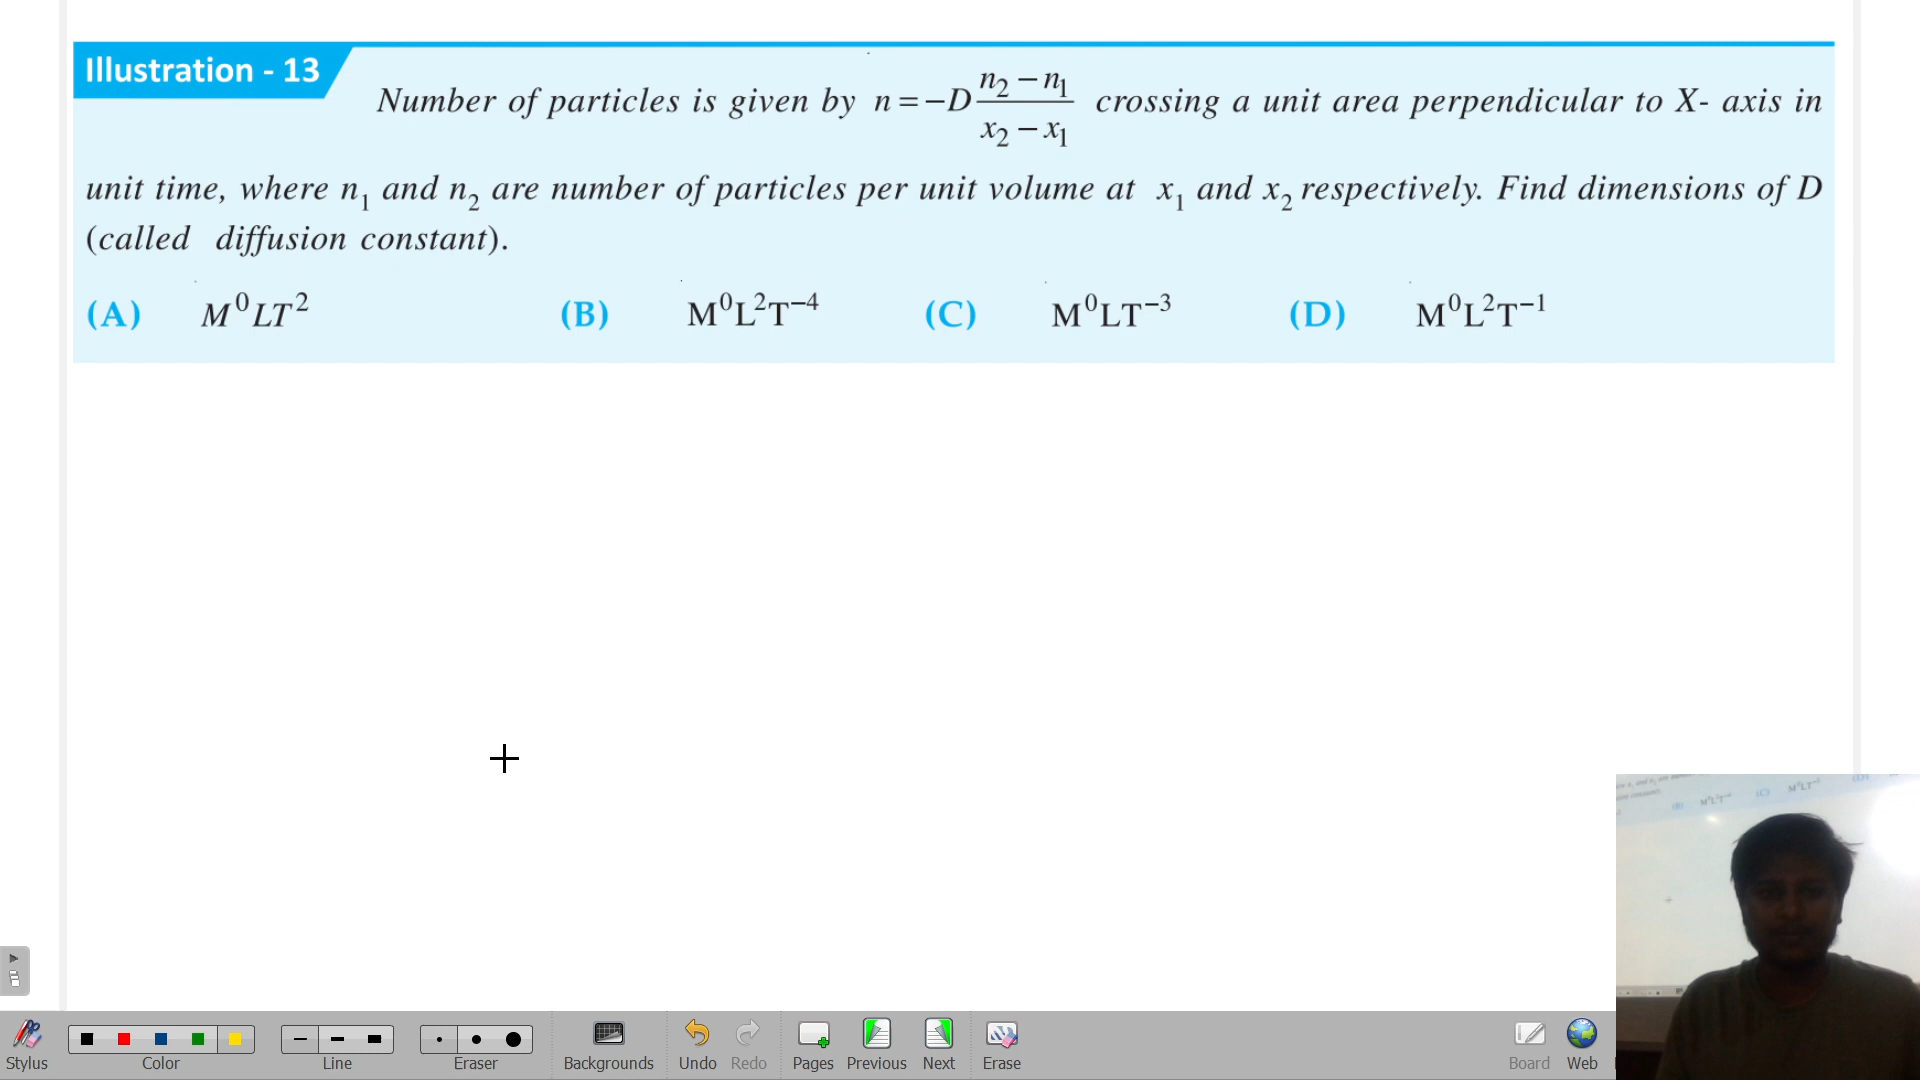 Illustration - 13
Number of particles is given by n = −D (n₂ − n₁)/(x₂ − x₁) crossing a unit area perpendicular to X- axis in
unit time, where n₁ and n₂ are number of particles per unit volume at x₁ and x₂ respectively. Find dimensions of D
(called diffusion constant).
(A) M⁰LT² (B) M⁰L²T⁻⁴ (C) M⁰LT⁻³ (D) M⁰L²T⁻¹
Stylus Color Line Eraser Backgrounds Undo Redo Pages Previous Next Erase Board Web